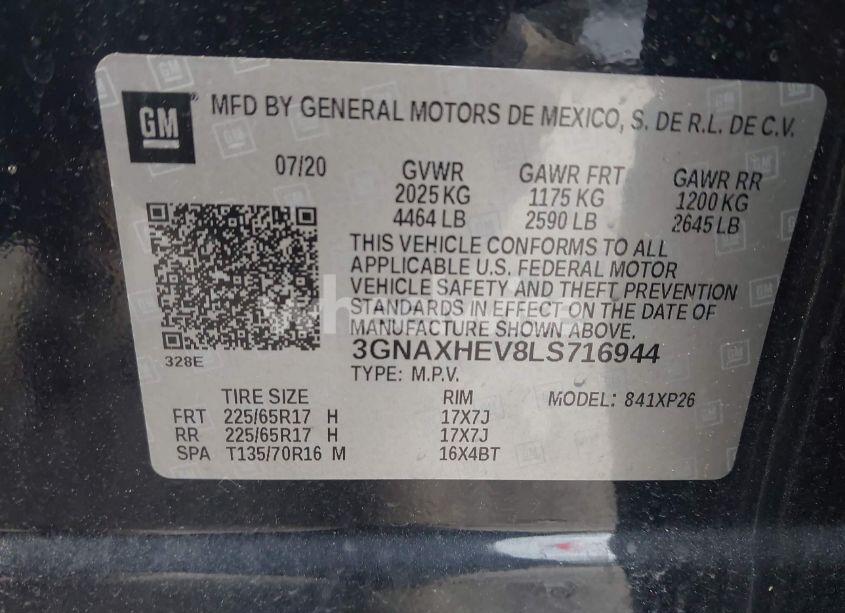 GM ® MFD BY GENERAL MOTORS DE MEXICO, S. DE R.L. DE C.V.
07/20 GVWR GAWR FRT GAWR RR
2025 KG 1175 KG 1200 KG
4464 LB 2590 LB 2645 LB
THIS VEHICLE CONFORMS TO ALL
APPLICABLE U.S. FEDERAL MOTOR
VEHICLE SAFETY AND THEFT PREVENTION
STANDARDS IN EFFECT ON THE DATE OF
MANUFACTURE SHOWN ABOVE.
328E 3GNAXHEV8LS716944
TYPE: M.P.V.
TIRE SIZE RIM MODEL: 841XP26
FRT 225/65R17 H 17X7J
RR 225/65R17 H 17X7J
SPA T135/70R16 M 16X4BT